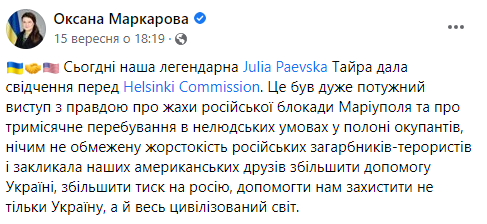 Оксана Маркарова
15 вересня о 18:19 ·
🇺🇦🤝🇺🇸 Сьогдні наша легендарна Julia Paevska Тайра дала
свідчення перед Helsinki Commission. Це був дуже потужний
виступ з правдою про жахи російської блокади Маріуполя та про
тримісячне перебування в нелюдських умовах у полоні окупантів,
нічим не обмежену жорстокість російських загарбників-терористів
і закликала наших американських друзів збільшити допомогу
Україні, збільшити тиск на росію, допомогти нам захистити не
тільки Україну, а й весь цивілізований світ.